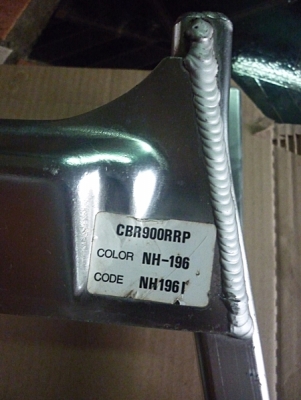 CBR900RRP
COLOR NH-196
CODE NH196I